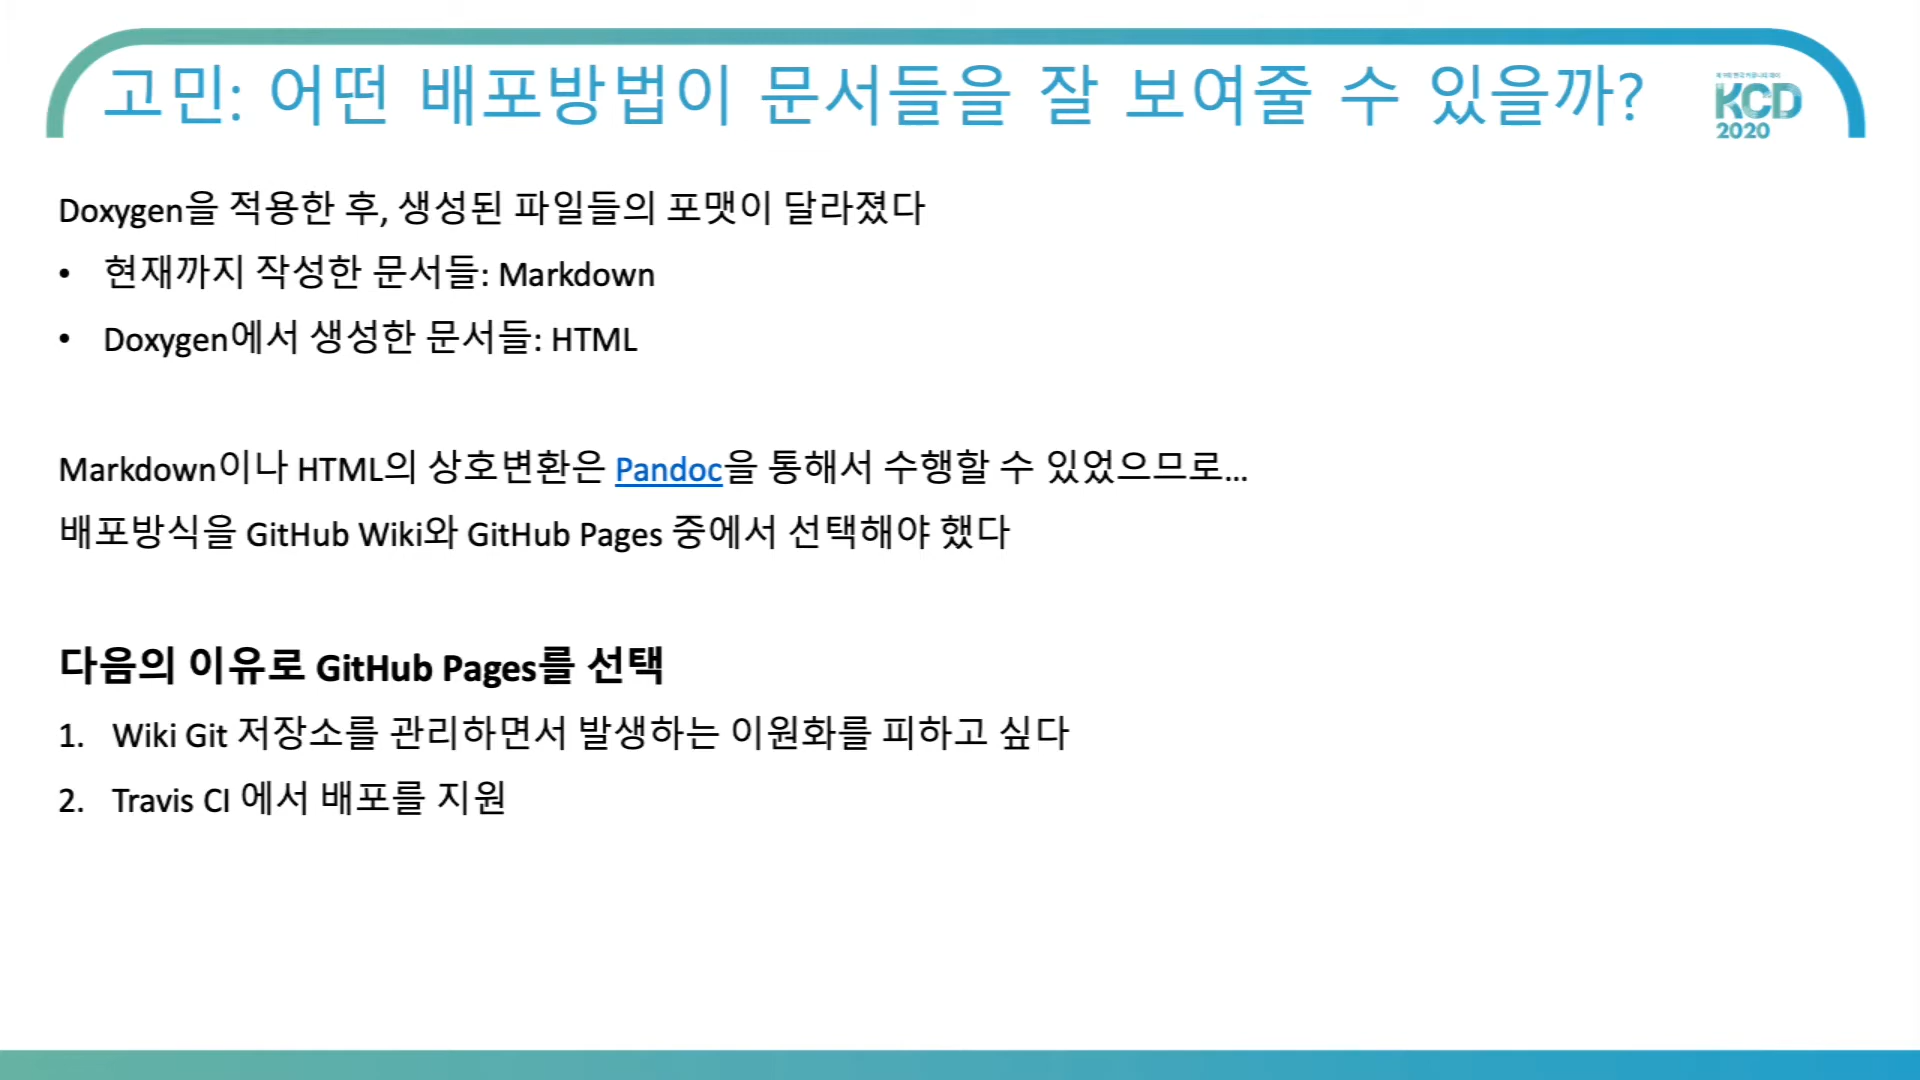 고민: 어떤 배포방법이 문서들을 잘 보여줄 수 있을까?
KCD
2020
Doxygen을 적용한 후, 생성된 파일들의 포맷이 달라졌다
• 현재까지 작성한 문서들: Markdown
• Doxygen에서 생성한 문서들: HTML
Markdown이나 HTML의 상호변환은 Pandoc을 통해서 수행할 수 있었으므로...
배포방식을 GitHub Wiki와 GitHub Pages 중에서 선택해야 했다
다음의 이유로 GitHub Pages를 선택
1. Wiki Git 저장소를 관리하면서 발생하는 이원화를 피하고 싶다
2. Travis CI 에서 배포를 지원